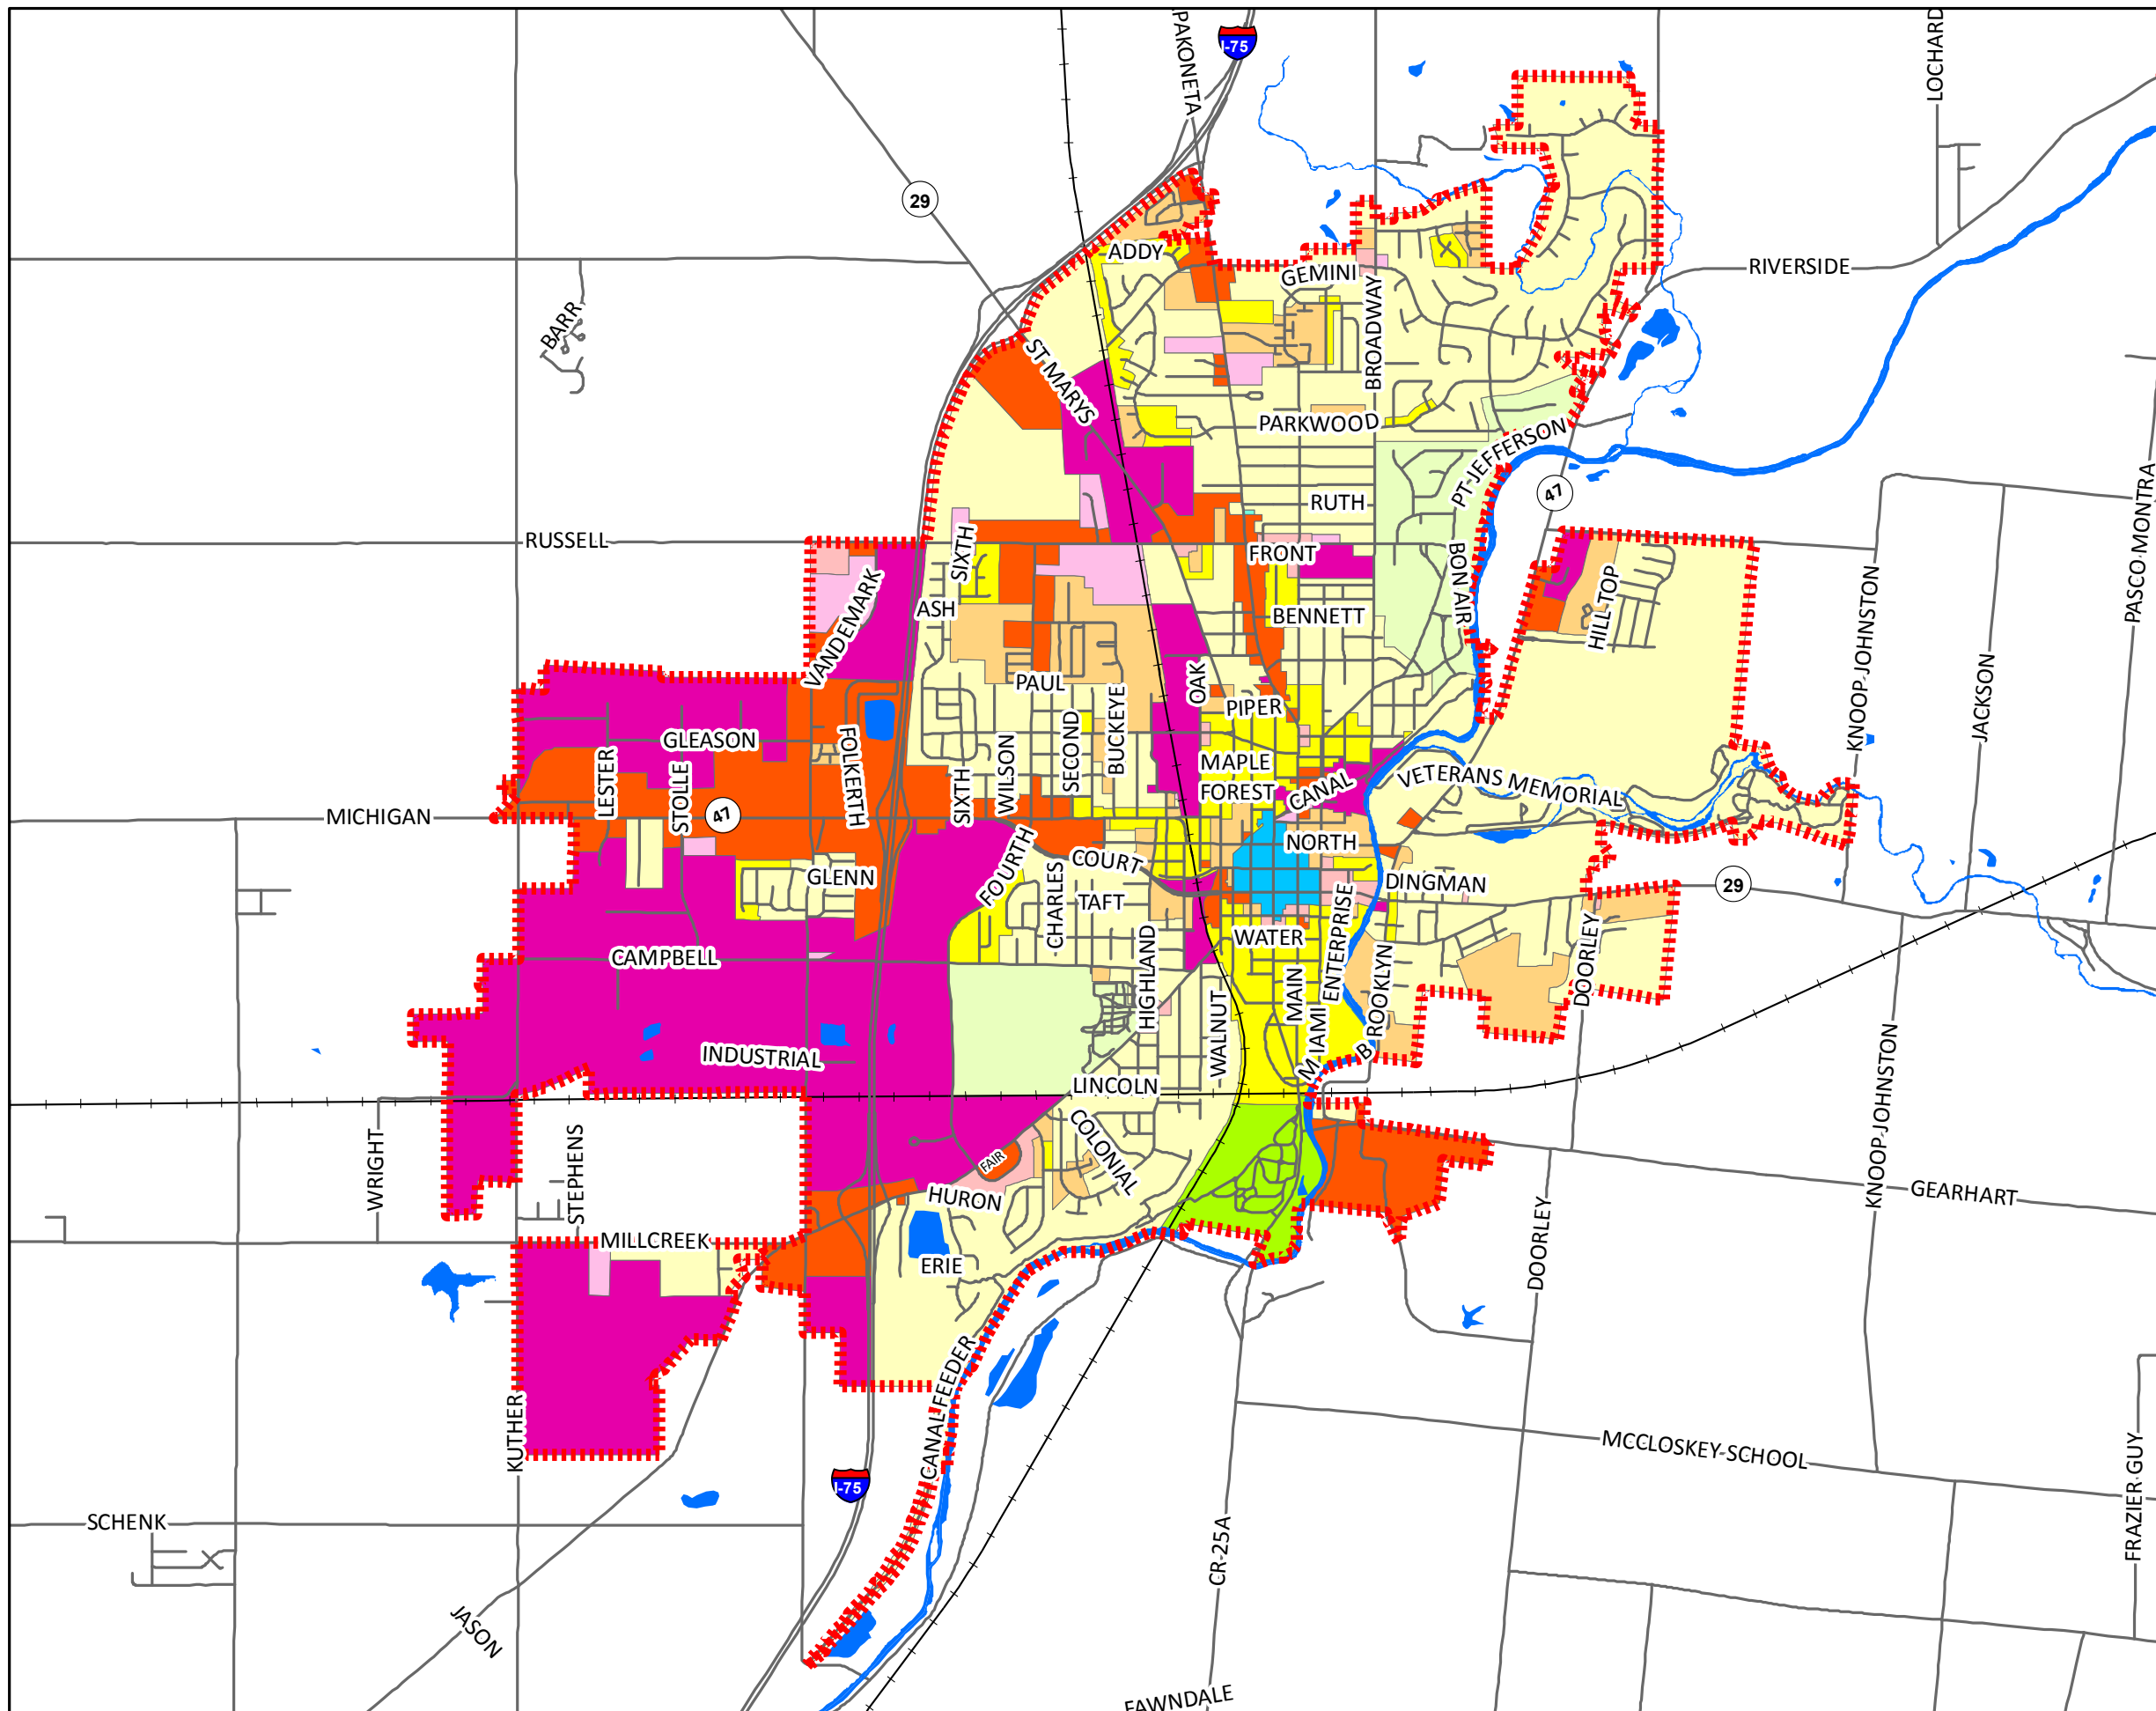 PAKONETA
I-75
LOCHARD
29
ADDY
GEMINI
RIVERSIDE
BARR
BROADWAY
ST MARYS
PARKWOOD
PT-JEFFERSON
RUTH
47
PASCO-MONTRA
RUSSELL
SIXTH
FRONT
BON AIR
VANDEMARK
ASH
BENNETT
HILL TOP
KNOOP-JOHNSTON
JACKSON
PAUL
OAK
BUCKEYE
PIPER
GLEASON
FOLKERTH
SECOND
WILSON
MAPLE
LESTER
STOLLE
SIXTH
FOREST
CANAL
VETERANS MEMORIAL
MICHIGAN
47
NORTH
COURT
FOURTH
GLENN
DINGMAN
29
CHARLES
TAFT
ENTERPRISE
WATER
CAMPBELL
HIGHLAND
DOORLEY
BROOKLYN
MAIN
WALNUT
MIAMI
INDUSTRIAL
LINCOLN
KNOOP-JOHNSTON
COLONIAL
WRIGHT
STEPHENS
FAIR
HURON
GEARHART
MILLCREEK
ERIE
DOORLEY
CANAL FEEDER
KUTHER
MCCLOSKEY-SCHOOL
I-75
FRAZIER-GUY
SCHENK
CR-25A
JASON
FAWNDALE